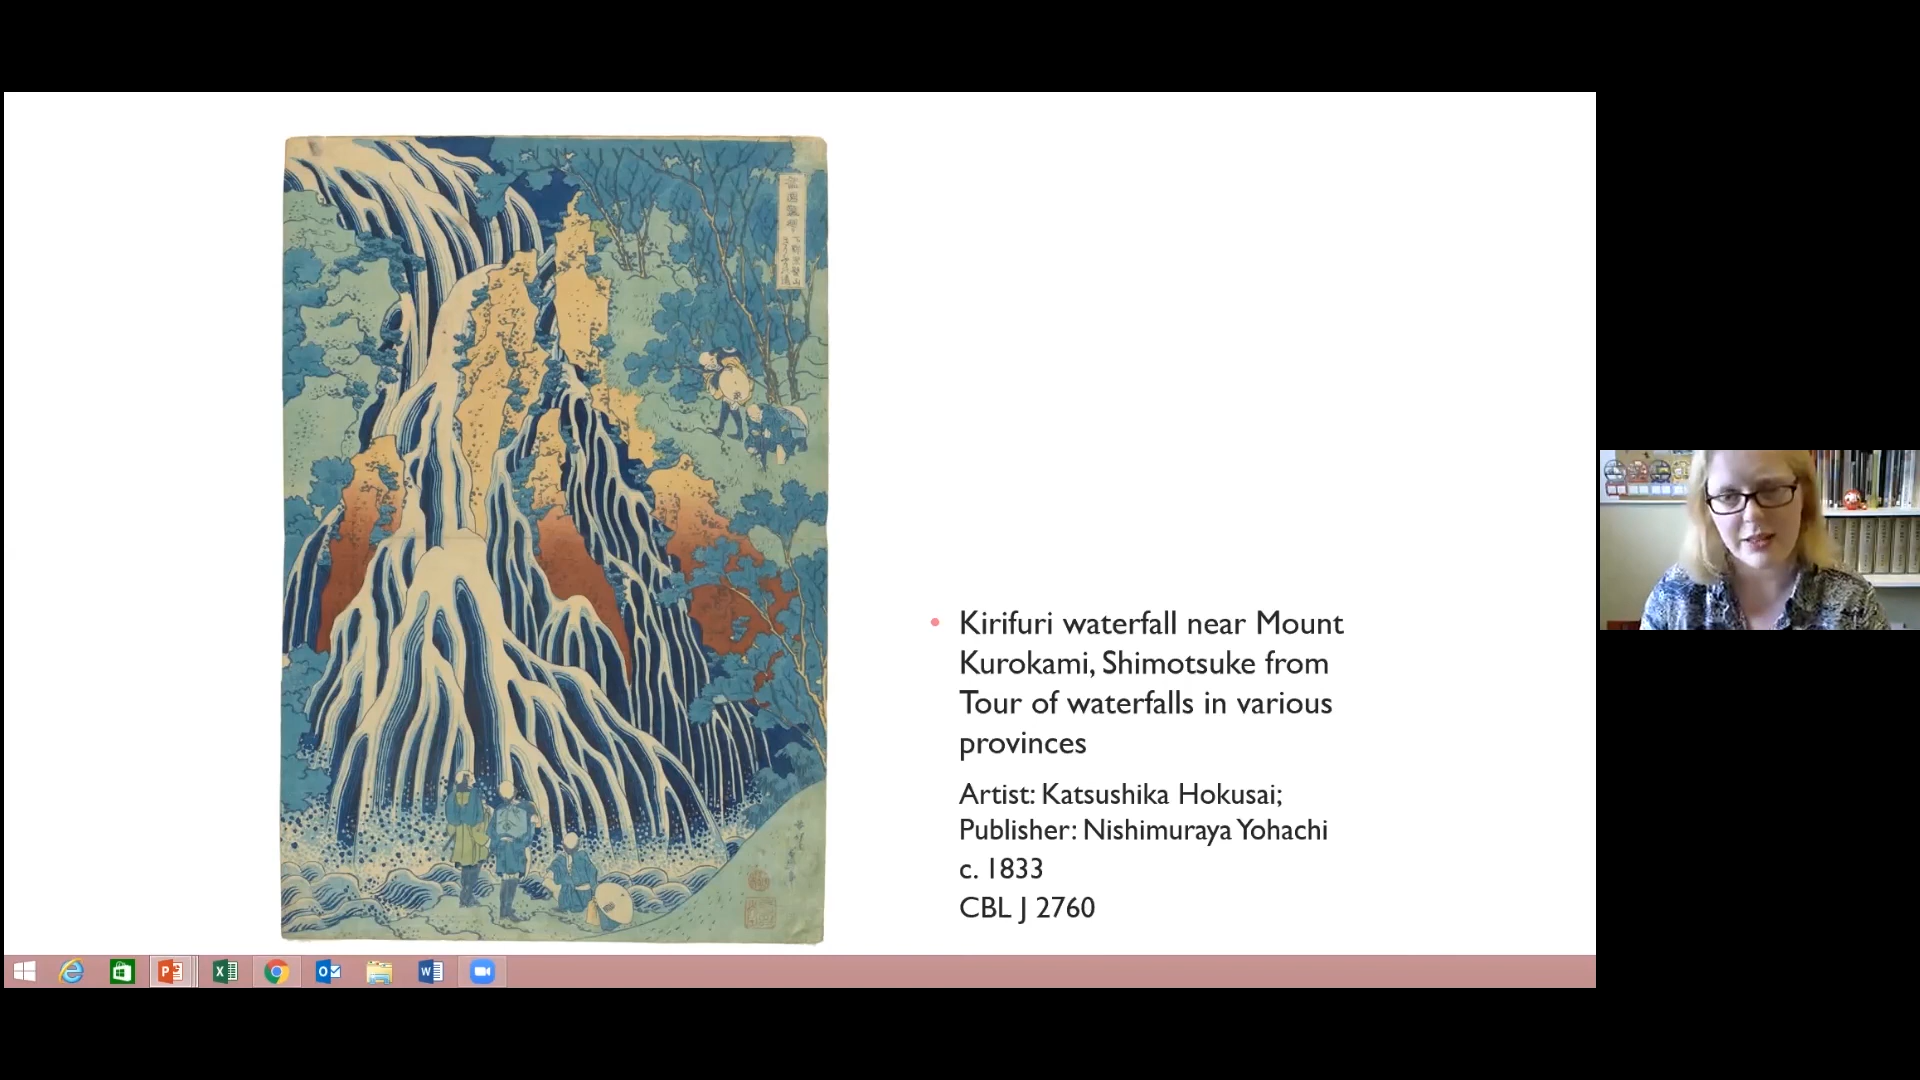 Kirifuri waterfall near Mount
Kurokami, Shimotsuke from
Tour of waterfalls in various
provinces
Artist: Katsushika Hokusai;
Publisher: Nishimuraya Yohachi
c. 1833
CBL J 2760